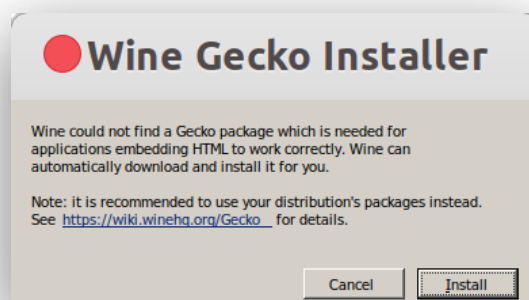 Wine Gecko Installer
Wine could not find a Gecko package which is needed for
applications embedding HTML to work correctly. Wine can
automatically download and install it for you.
Note: it is recommended to use your distribution's packages instead.
See https://wiki.winehq.org/Gecko for details.
Cancel Install